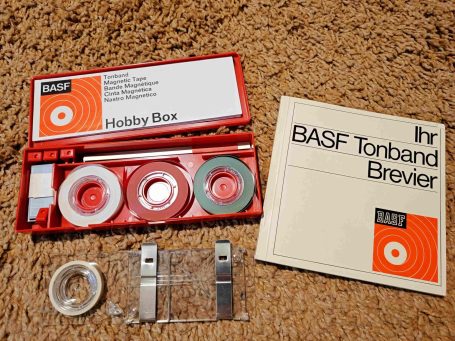 BASF
Tonband
Magnetic Tape
Bande Magnétique
Cinta Magnetica
Nastro Magnetico
Hobby Box
Ihr
BASF Tonband
Brevier
BASF